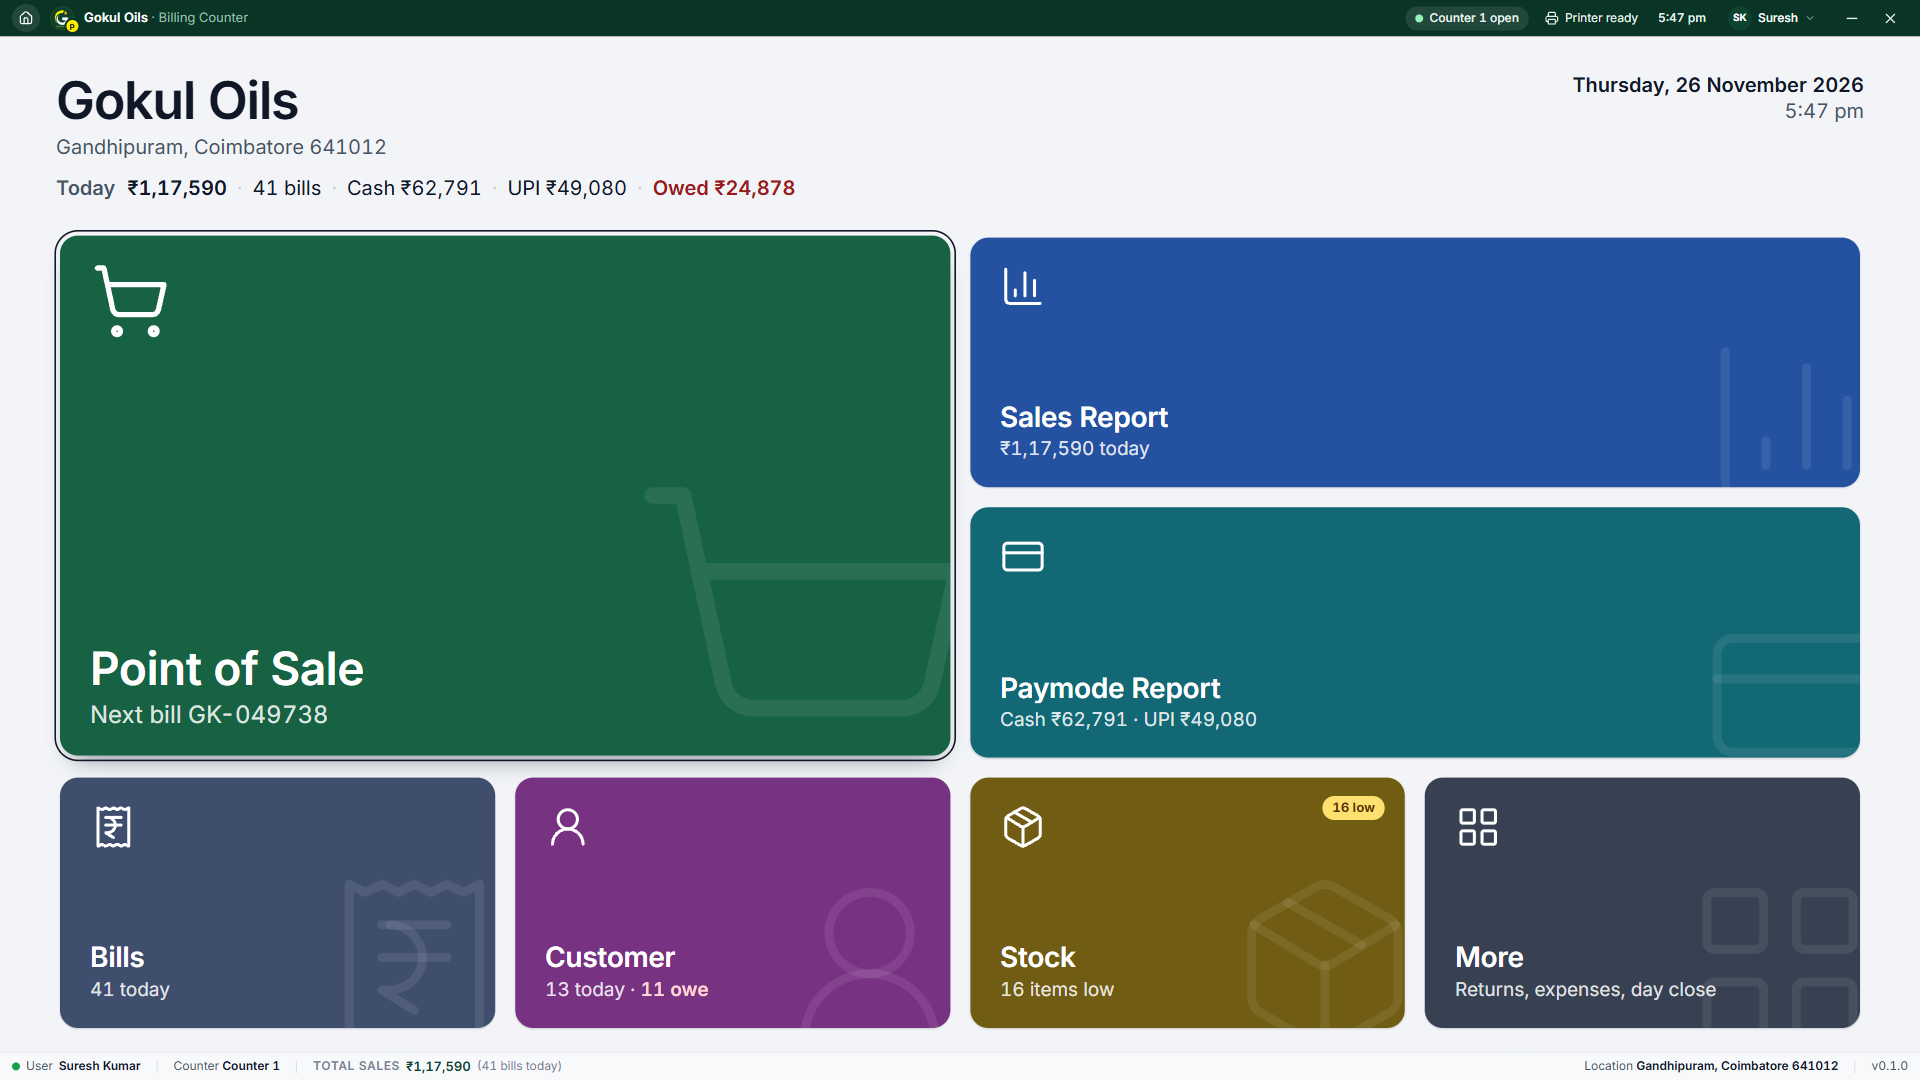 Gokul Oils · Billing Counter
Counter 1 open
Printer ready
5:47 pm
SK Suresh
P
Gokul Oils
Gandhipuram, Coimbatore 641012
Thursday, 26 November 2026
5:47 pm
Today ₹1,17,590 · 41 bills · Cash ₹62,791 · UPI ₹49,080 · Owed ₹24,878
Point of Sale
Next bill GK-049738
Sales Report
₹1,17,590 today
Paymode Report
Cash ₹62,791 · UPI ₹49,080
Bills
41 today
Customer
13 today · 11 owe
16 low
Stock
16 items low
More
Returns, expenses, day close
User Suresh Kumar
Counter Counter 1
TOTAL SALES ₹1,17,590 (41 bills today)
Location Gandhipuram, Coimbatore 641012
v0.1.0